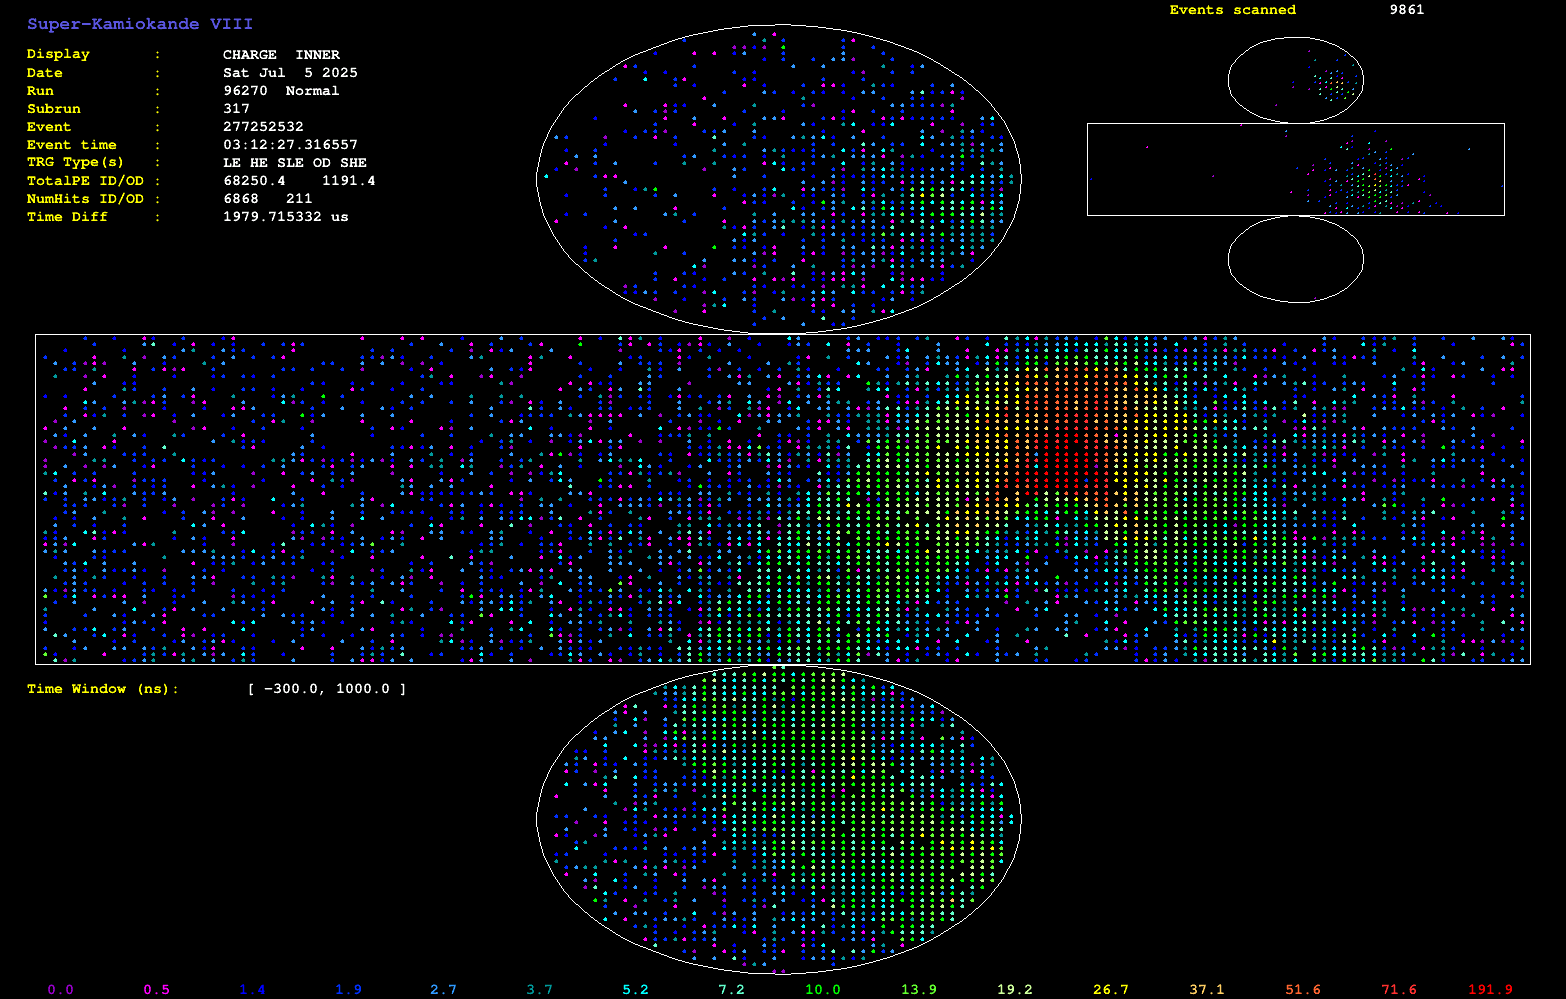 Super-Kamiokande VIII
Display : CHARGE INNER
Date : Sat Jul 5 2025
Run : 96270 Normal
Subrun : 317
Event : 277252532
Event time : 03:12:27.316557
TRG Type(s) : LE HE SLE OD SHE
TotalPE ID/OD : 68250.4 1191.4
NumHits ID/OD : 6868 211
Time Diff : 1979.715332 us
Events scanned 9861
Time Window (ns): [ -300.0, 1000.0 ]
0.0 0.5 1.4 1.9 2.7 3.7 5.2 7.2 10.0 13.9 19.2 26.7 37.1 51.6 71.6 191.9